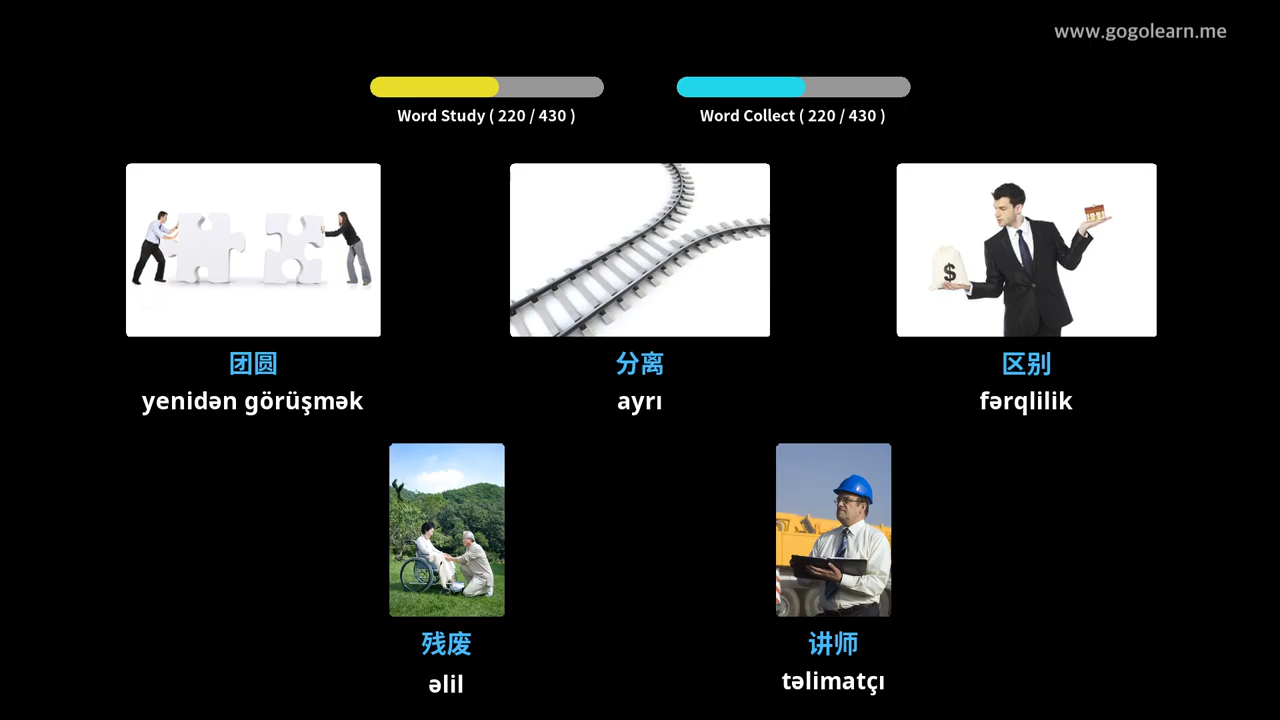 www.gogolearn.me
Word Study ( 220 / 430 )
Word Collect ( 220 / 430 )
$
团圆
yenidən görüşmək
分离
ayrı
区别
fərqlilik
残废
əlil
讲师
təlimatçı